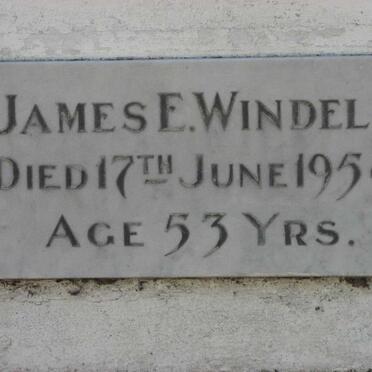 JAMES E. WINDEL
DIED 17TH JUNE 195
AGE 53 YRS.